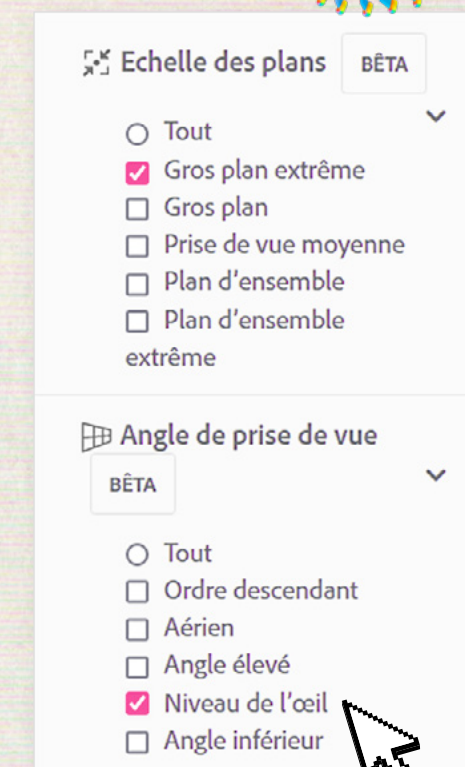 Echelle des plans BÊTA
Tout
Gros plan extrême
Gros plan
Prise de vue moyenne
Plan d’ensemble
Plan d’ensemble
extrême
Angle de prise de vue
BÊTA
Tout
Ordre descendant
Aérien
Angle élevé
Niveau de l’œil
Angle inférieur